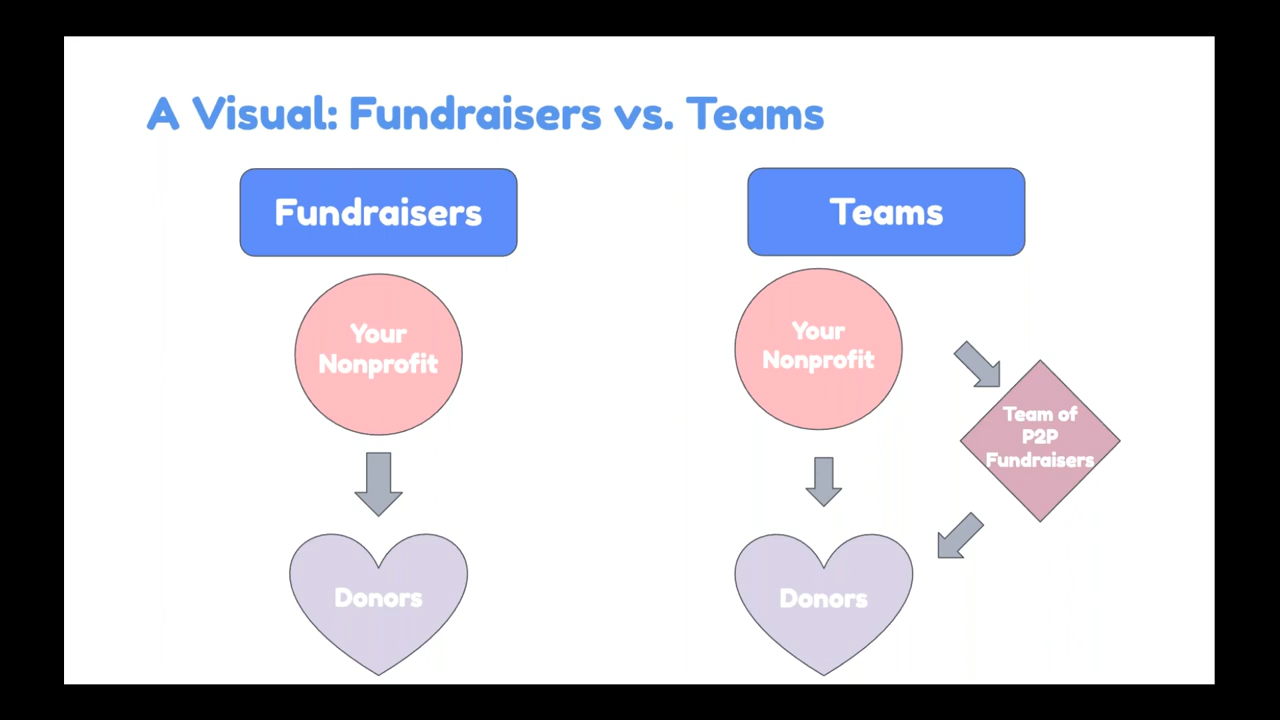 A Visual: Fundraisers vs. Teams
Fundraisers
Your
Nonprofit
Donors
Teams
Your
Nonprofit
Team of
P2P
Fundraisers
Donors